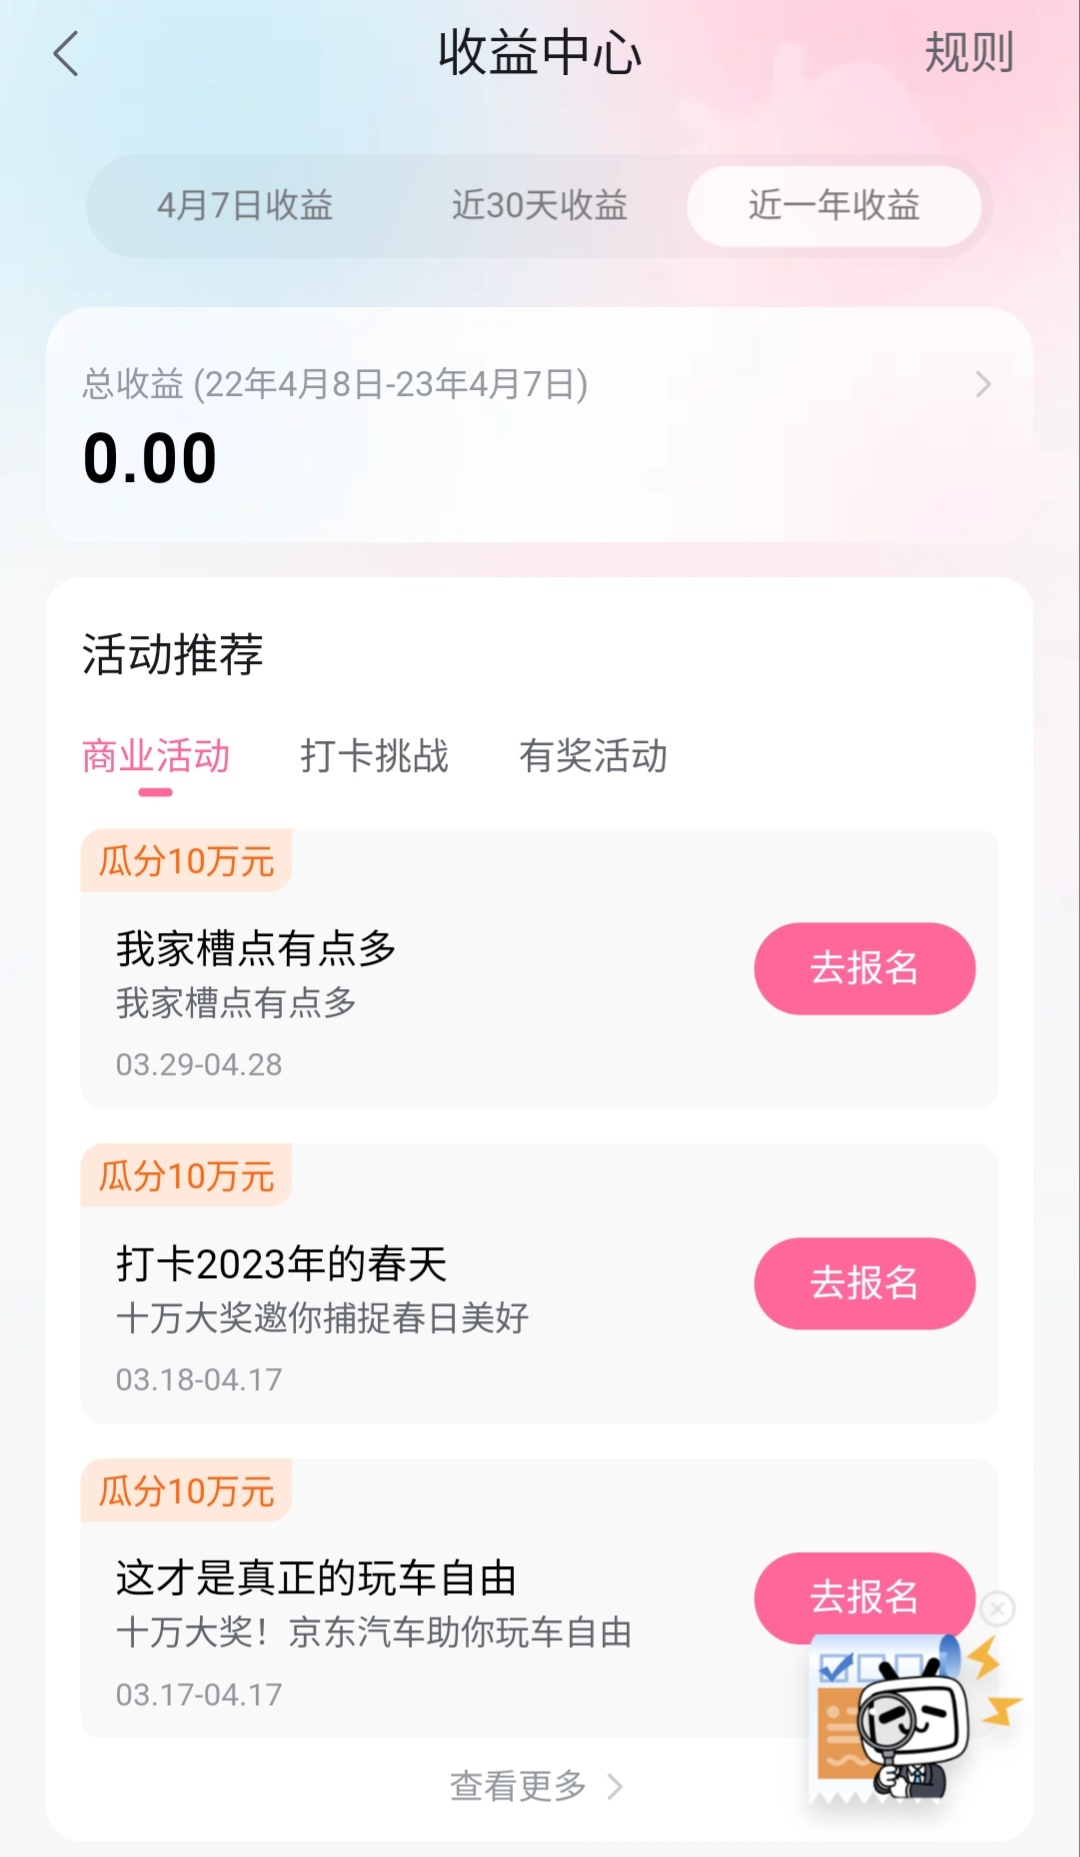 收益中心
规则
4月7日收益
近30天收益
近一年收益
总收益 (22年4月8日-23年4月7日)
0.00
活动推荐
商业活动
打卡挑战
有奖活动
瓜分10万元
我家槽点有点多
我家槽点有点多
去报名
03.29-04.28
瓜分10万元
打卡2023年的春天
十万大奖邀你捕捉春日美好
去报名
03.18-04.17
瓜分10万元
这才是真正的玩车自由
十万大奖！京东汽车助你玩车自由
去报名
03.17-04.17
查看更多